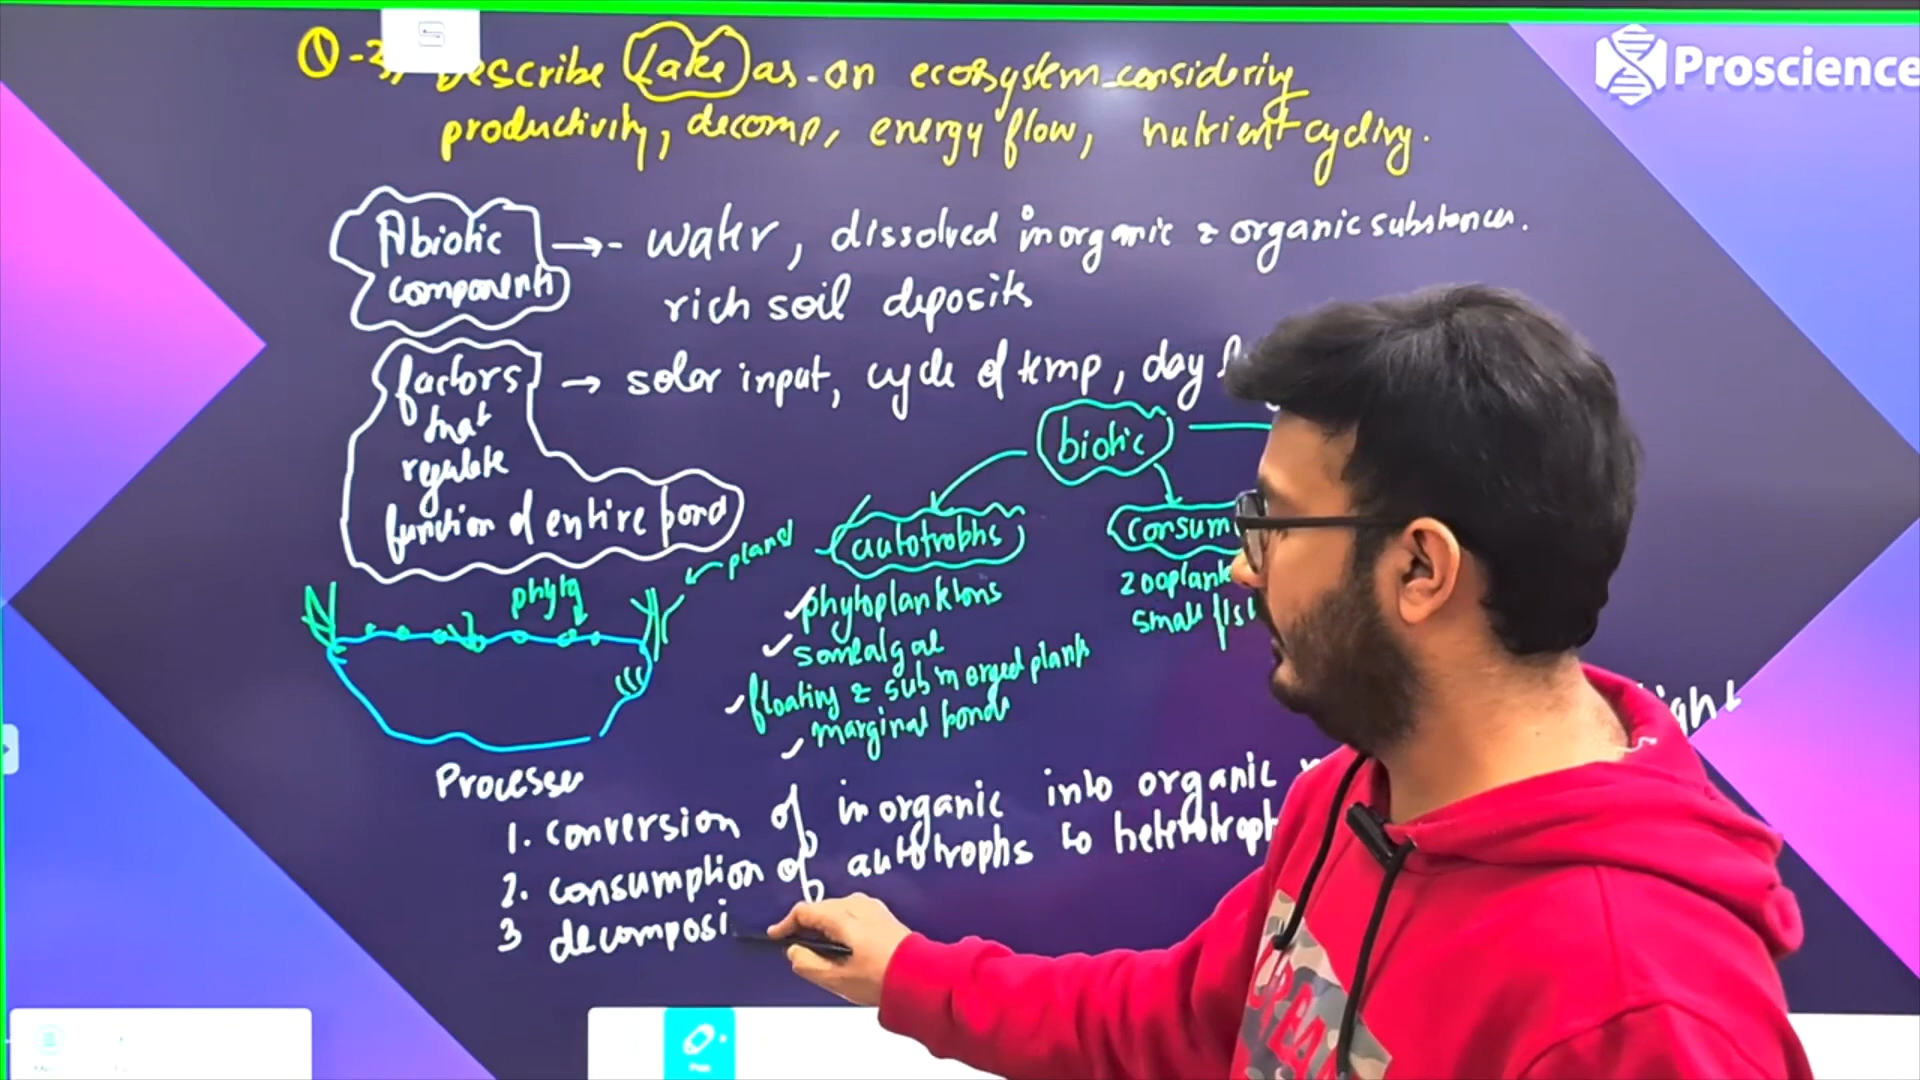 Q-3, Describe Lake as an ecosystem considering
productivity, decomp, energy flow, nutrient cycling.
Proscience
Abiotic components → - water, dissolved inorganic & organic substances.
rich soil deposits
factors that regulate function of entire pond → solar input, cycle of temp, day
biotic
autotrophs
phytoplanktons
some algae
floating & submerged plants
marginal
consum
zooplank
small fis
pland
phyto
Processes
1. conversion of inorganic into organic
2. consumption of autotrophs to heterotroph
3 decomposi